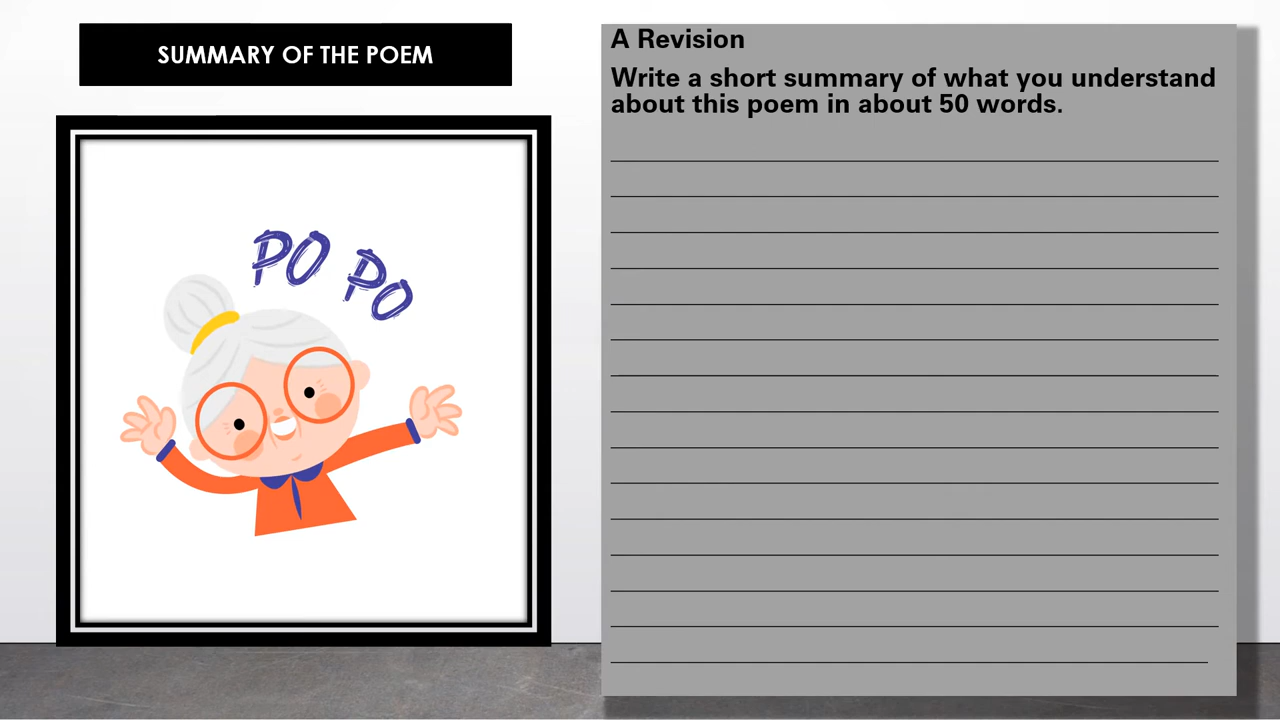 SUMMARY OF THE POEM
PO PO
A Revision
Write a short summary of what you understand
about this poem in about 50 words.